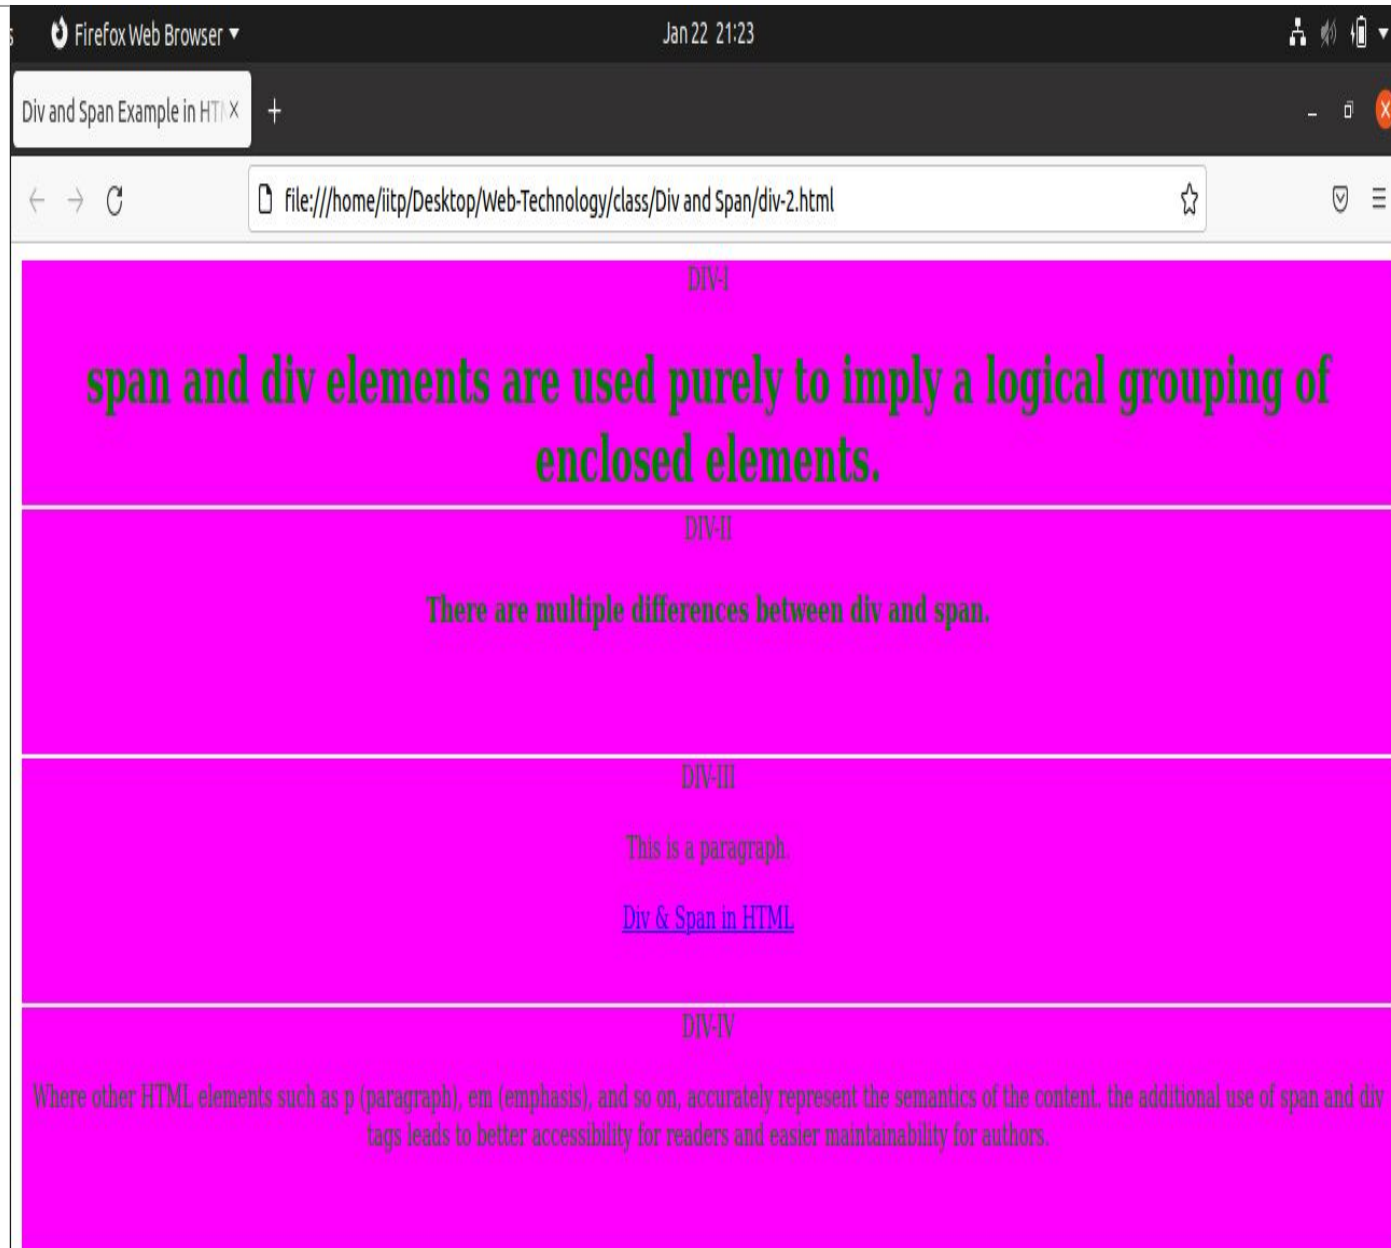 s Firefox Web Browser Jan 22 21:23
Div and Span Example in HTM
file:///home/iitp/Desktop/Web-Technology/class/Div and Span/div-2.html
DIV-I
span and div elements are used purely to imply a logical grouping of
enclosed elements.
DIV-II
There are multiple differences between div and span.
DIV-III
This is a paragraph.
Div & Span in HTML
DIV-IV
Where other HTML elements such as p (paragraph), em (emphasis), and so on, accurately represent the semantics of the content. the additional use of span and div
tags leads to better accessibility for readers and easier maintainability for authors.